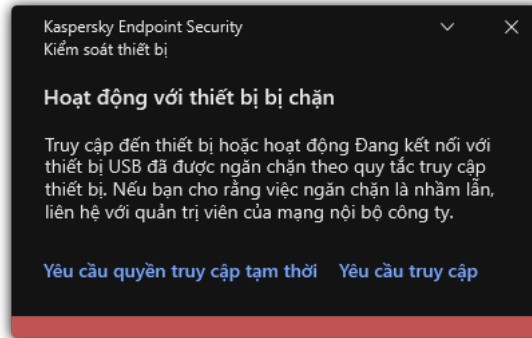 Kaspersky Endpoint Security
Kiểm soát thiết bị
Hoạt động với thiết bị bị chặn
Truy cập đến thiết bị hoặc hoạt động Đang kết nối với
thiết bị USB đã được ngăn chặn theo quy tắc truy cập
thiết bị. Nếu bạn cho rằng việc ngăn chặn là nhầm lẫn,
liên hệ với quản trị viên của mạng nội bộ công ty.
Yêu cầu quyền truy cập tạm thời Yêu cầu truy cập